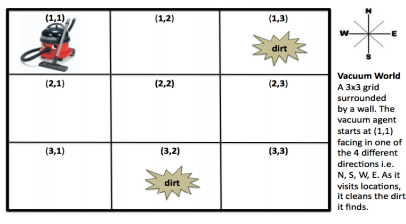 (1,1) (1,2) (1,3)
dirt
(2,1) (2,2) (2,3)
(3,1) (3,2) (3,3)
dirt
N
W E
S
Vacuum World
A 3x3 grid
surrounded
by a wall. The
vacuum agent
starts at (1,1)
facing in one of
the 4 different
directions i.e.
N, S, W, E. As it
visits locations,
it cleans the dirt
it finds.